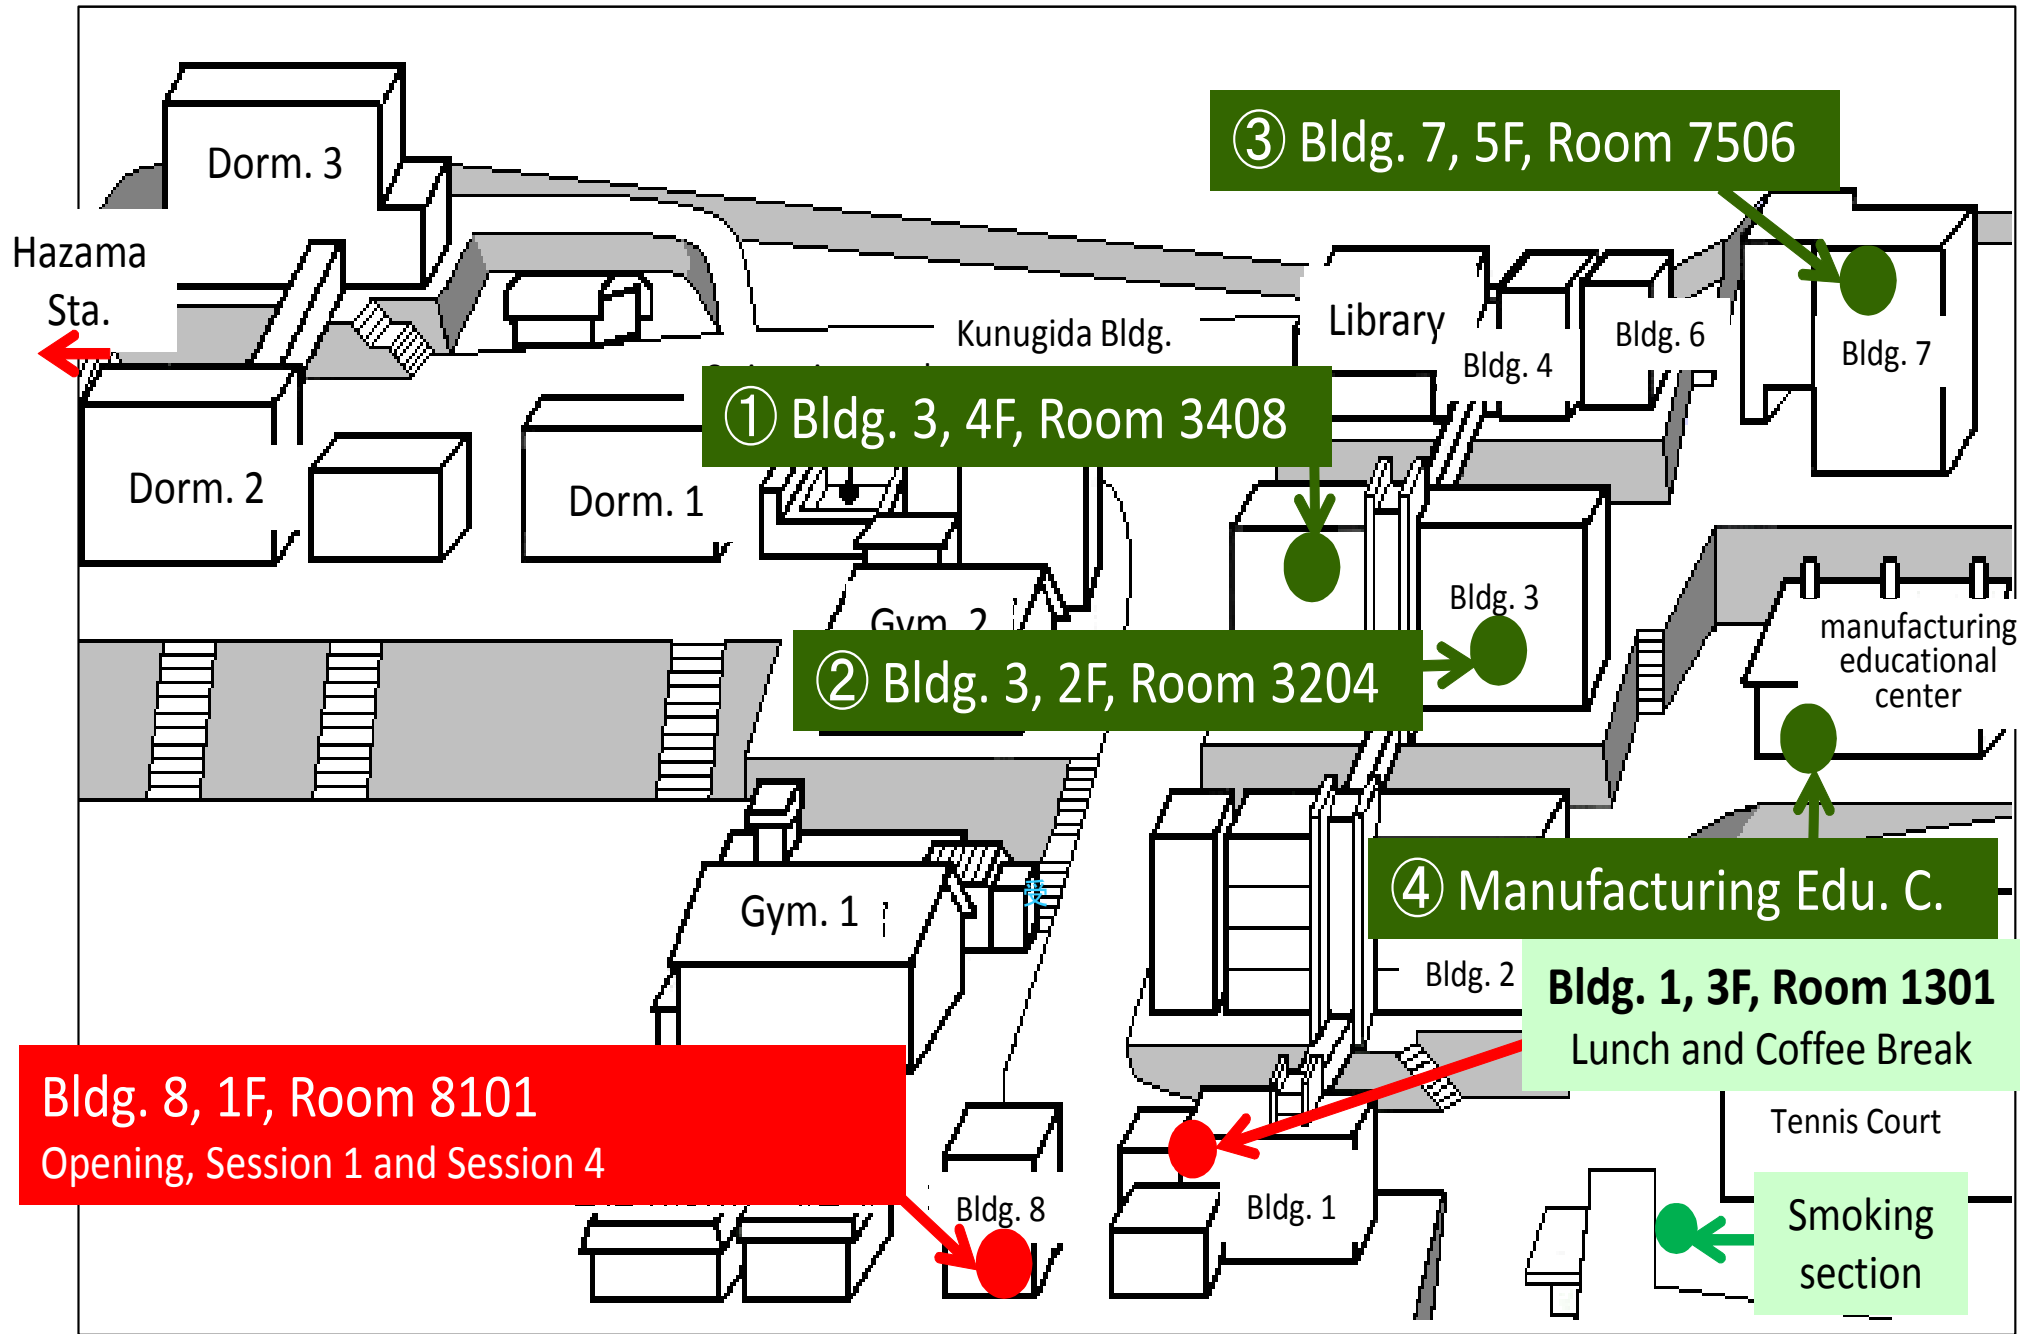 ③ Bldg. 7, 5F, Room 7506
Dorm. 3
Hazama
Sta.
Kunugida Bldg.
Library
Bldg. 4
Bldg. 6
Bldg. 7
① Bldg. 3, 4F, Room 3408
Dorm. 2
Dorm. 1
Bldg. 3
Gym. 2
manufacturing
educational
center
② Bldg. 3, 2F, Room 3204
④ Manufacturing Edu. C.
Gym. 1
受
Bldg. 2
Bldg. 1, 3F, Room 1301
Lunch and Coffee Break
Bldg. 8, 1F, Room 8101
Opening, Session 1 and Session 4
Tennis Court
Bldg. 8
Bldg. 1
Smoking
section